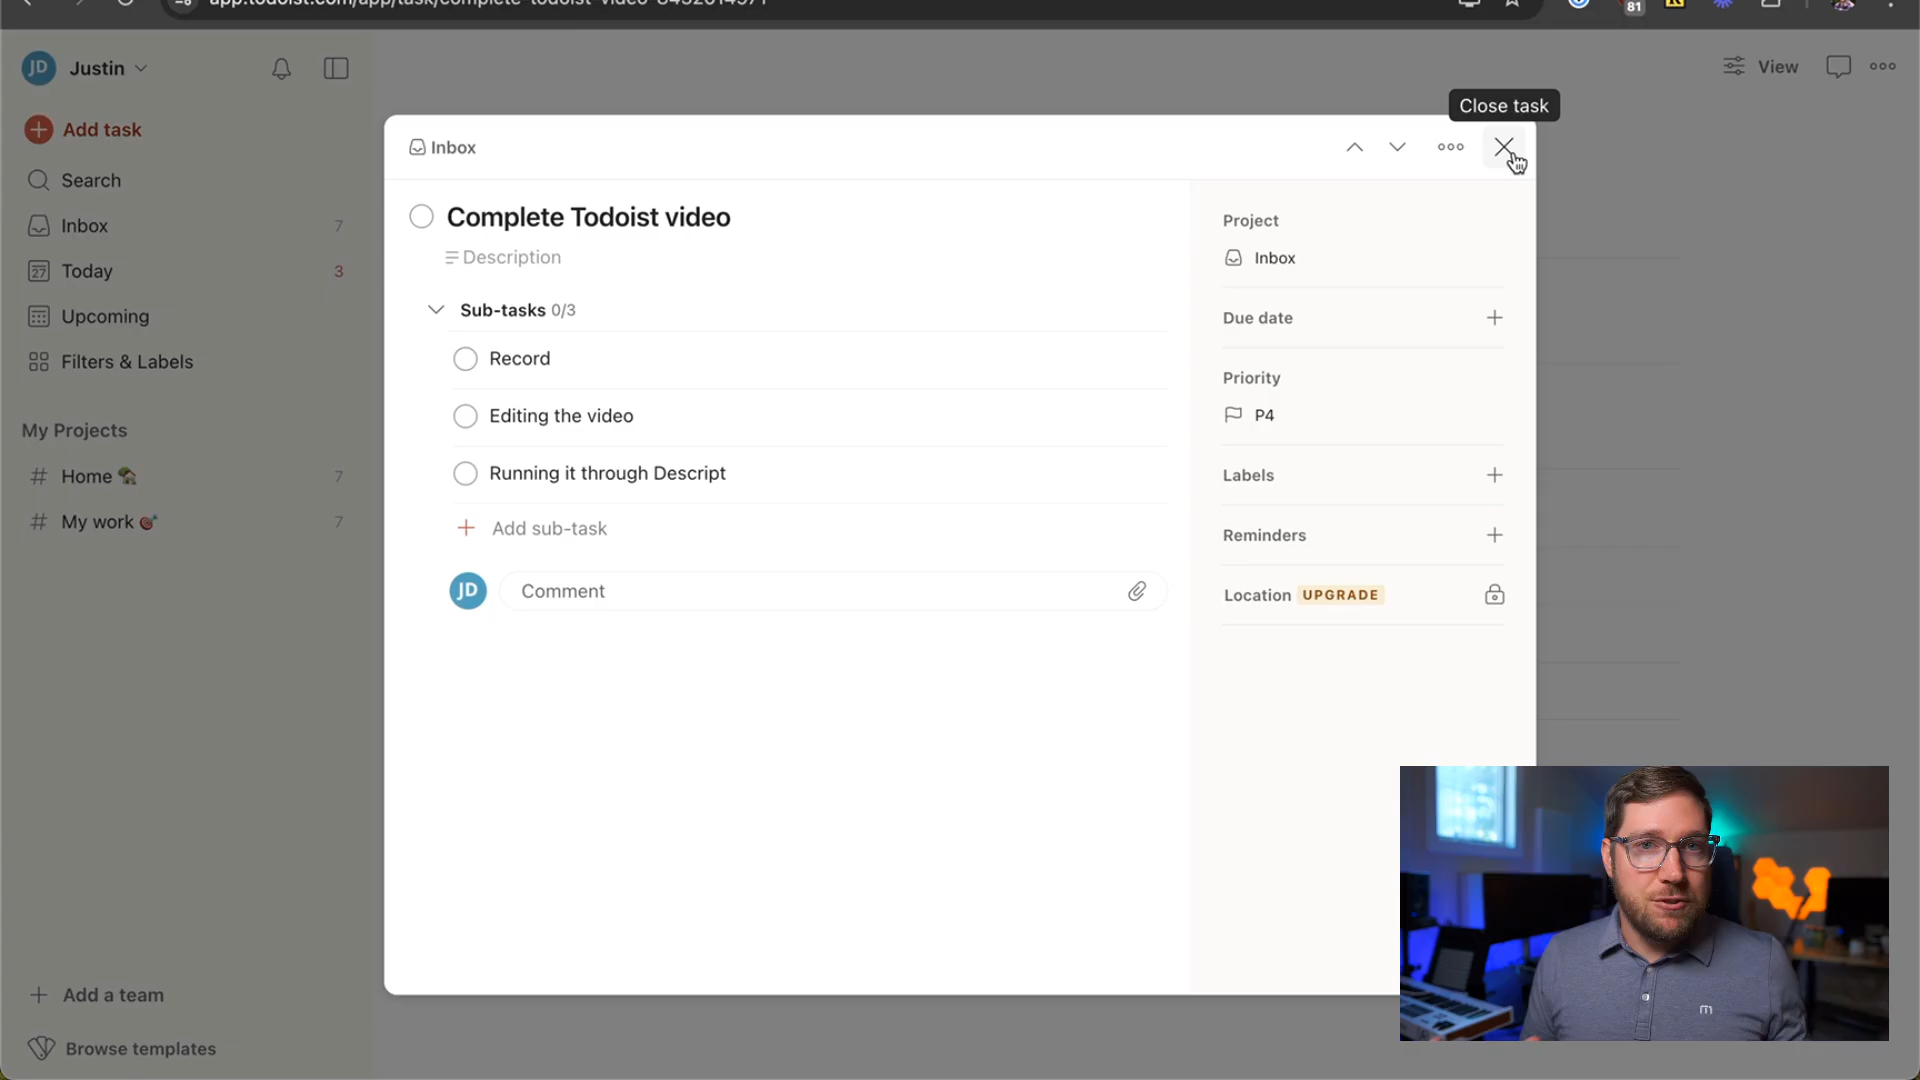 81
JD
Justin
View
Close task
Add task
Inbox
Search
Complete Todoist video
Project
Inbox 7
Description
Inbox
27
Today 3
Sub-tasks 0/3
Due date
Upcoming
Record
Filters & Labels
Priority
Editing the video
P4
My Projects
Running it through Descript
Labels
Home 7
My work 7
Add sub-task
Reminders
JD
Comment
Location UPGRADE
Add a team
Browse templates
m